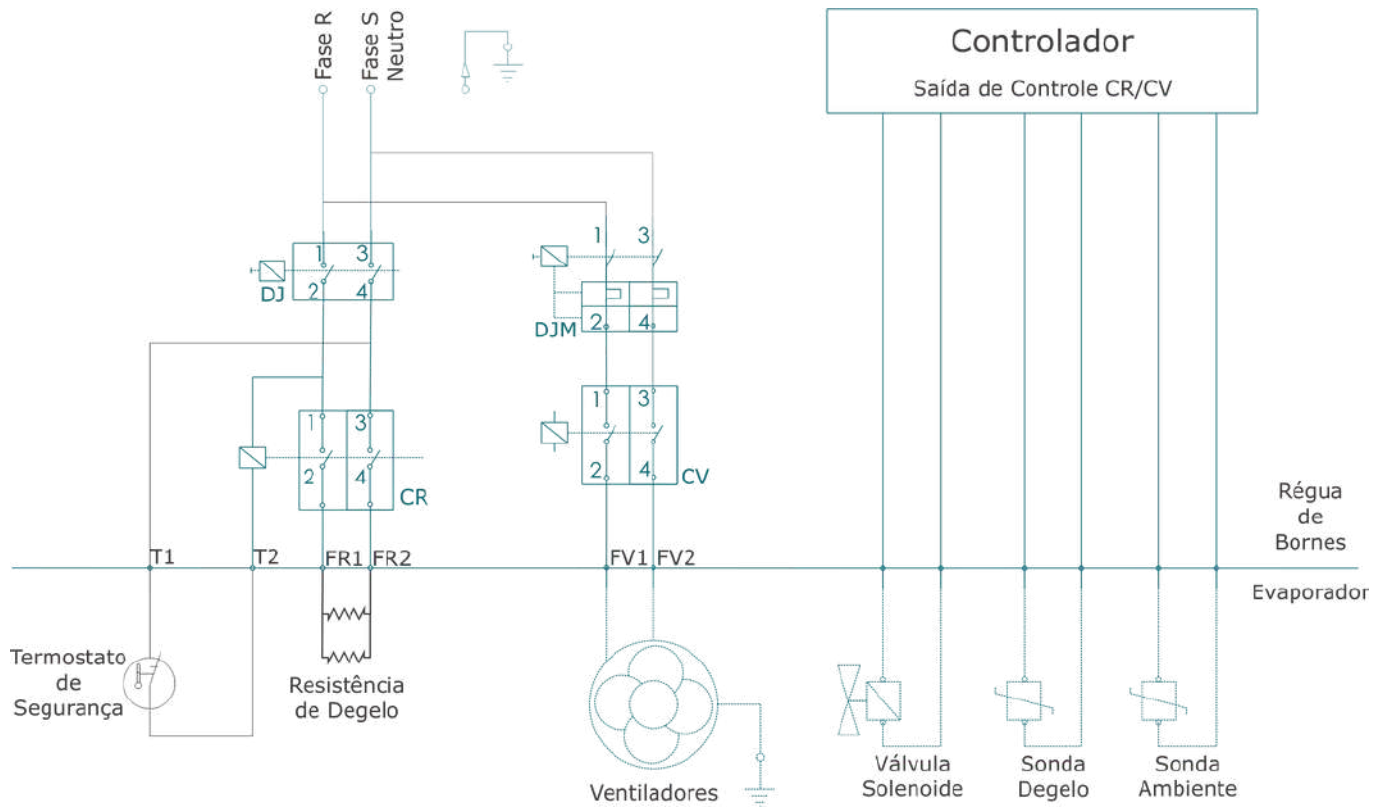 Fase R
Fase S
Neutro
Controlador
Saída de Controle CR/CV
1
3
2
4
DJ
1
3
2
4
DJM
1
3
2
4
CR
1
3
2
4
CV
T1
T2
FR1
FR2
FV1
FV2
Régua
de
Bornes
Evaporador
Termostato
de
Segurança
Resistência
de Degelo
Ventiladores
Válvula
Solenoide
Sonda
Degelo
Sonda
Ambiente